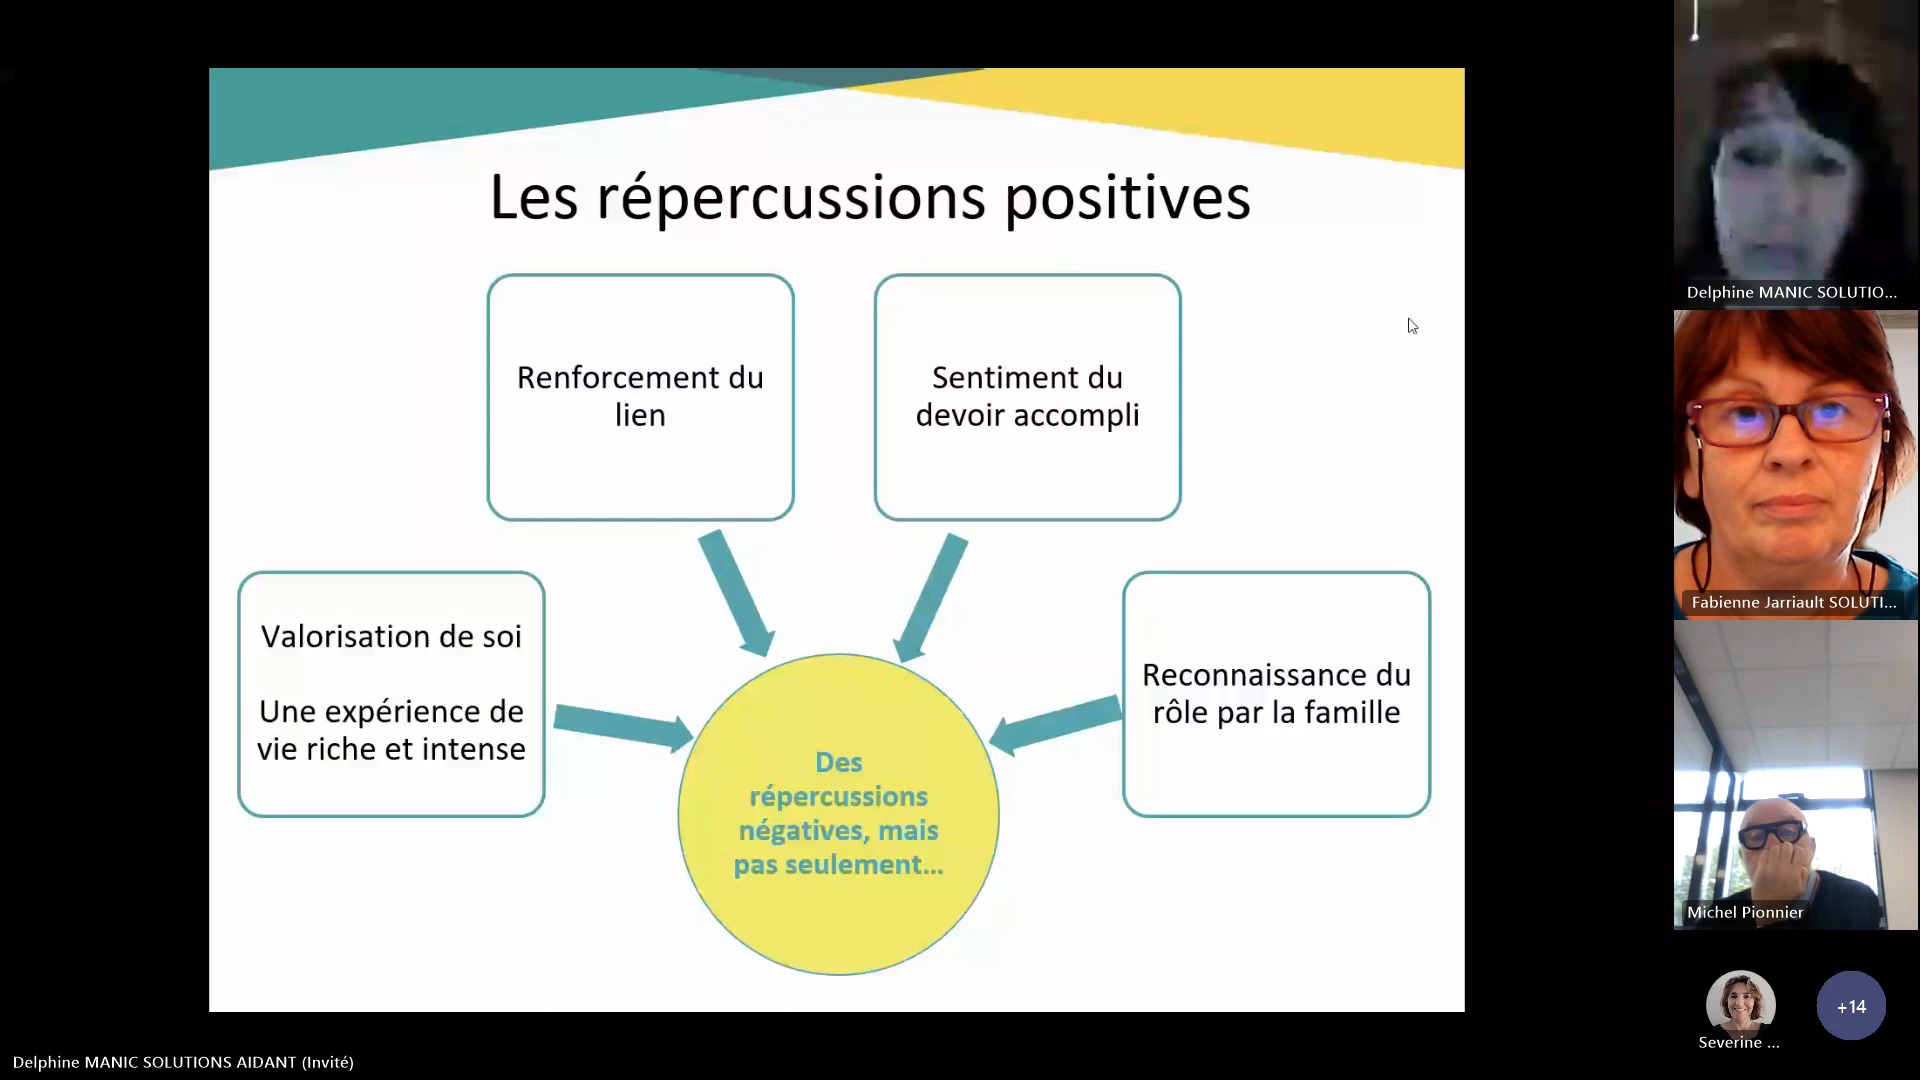 Les répercussions positives
Renforcement du
lien
Sentiment du
devoir accompli
Valorisation de soi
Une expérience de
vie riche et intense
Reconnaissance du
rôle par la famille
Des
répercussions
négatives, mais
pas seulement...
Delphine MANIC SOLUTIO...
Fabienne Jarriault SOLUTI...
Michel Pionnier
Severine ...
+14
Delphine MANIC SOLUTIONS AIDANT (Invité)